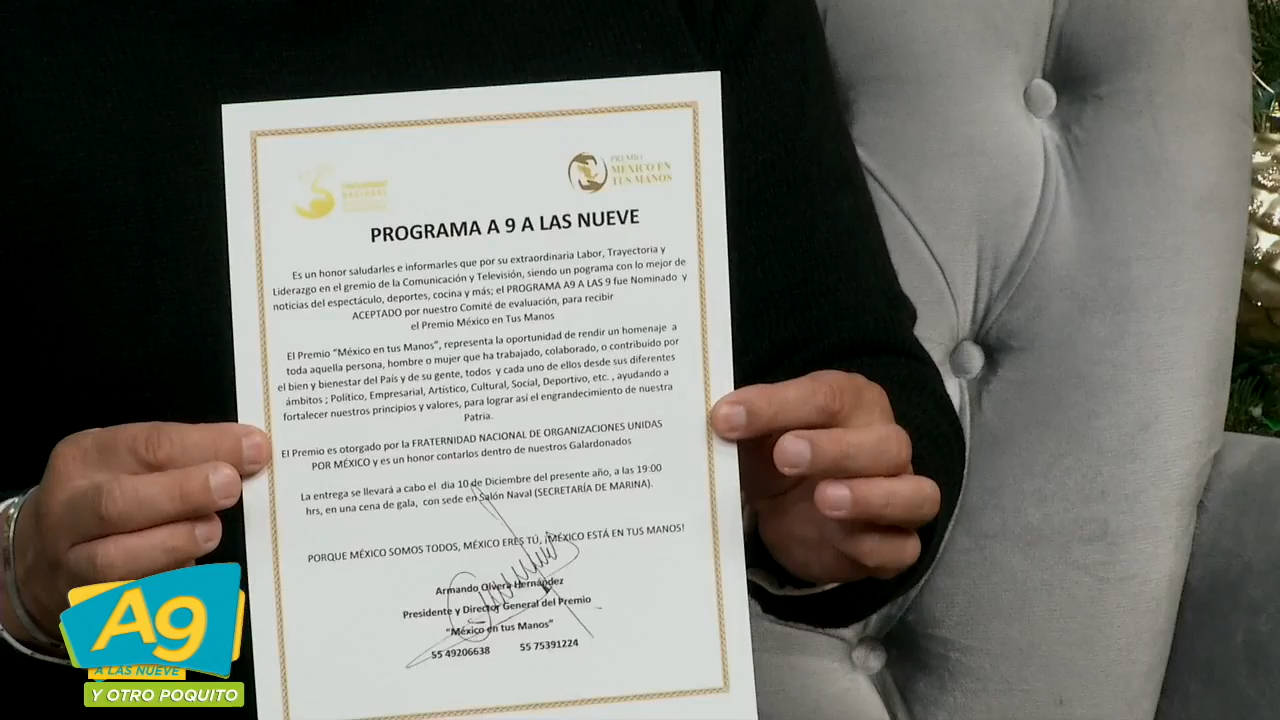 PREMIO
MEXICO EN
TUS MANOS
NACIONAL
PROGRAMA A 9 A LAS NUEVE
Es un honor saludarles e informarles que por su extraordinaria Labor, Trayectoria y
Liderazgo en el gremio de la Comunicación y Televisión, siendo un pograma con lo mejor de
noticias del espectáculo, deportes, cocina y más; el PROGRAMA A9 A LAS 9 fue Nominado y
ACEPTADO por nuestro Comité de evaluación, para recibir
el Premio México en Tus Manos
El Premio “México en tus Manos”, representa la oportunidad de rendir un homenaje a
toda aquella persona, hombre o mujer que ha trabajado, colaborado, o contribuido por
el bien y bienestar del País y de su gente, todos y cada uno de ellos desde sus diferentes
ámbitos ; Político, Empresarial, Artístico, Cultural, Social, Deportivo, etc. , ayudando a
fortalecer nuestros principios y valores, para lograr así el engrandecimiento de nuestra
Patria.
El Premio es otorgado por la FRATERNIDAD NACIONAL DE ORGANIZACIONES UNIDAS
POR MÉXICO y es un honor contarlos dentro de nuestros Galardonados
La entrega se llevará a cabo el dia 10 de Diciembre del presente año, a las 19:00
hrs, en una cena de gala, con sede en Salón Naval (SECRETARÍA DE MARINA).
PORQUE MÉXICO SOMOS TODOS, MÉXICO ERES TÚ, ¡MÉXICO ESTÁ EN TUS MANOS!
Armando Olvera Hernández
Presidente y Director General del Premio
“México en tus Manos”
55 49206638 55 75391224
A9
A LAS NUEVE
Y OTRO POQUITO